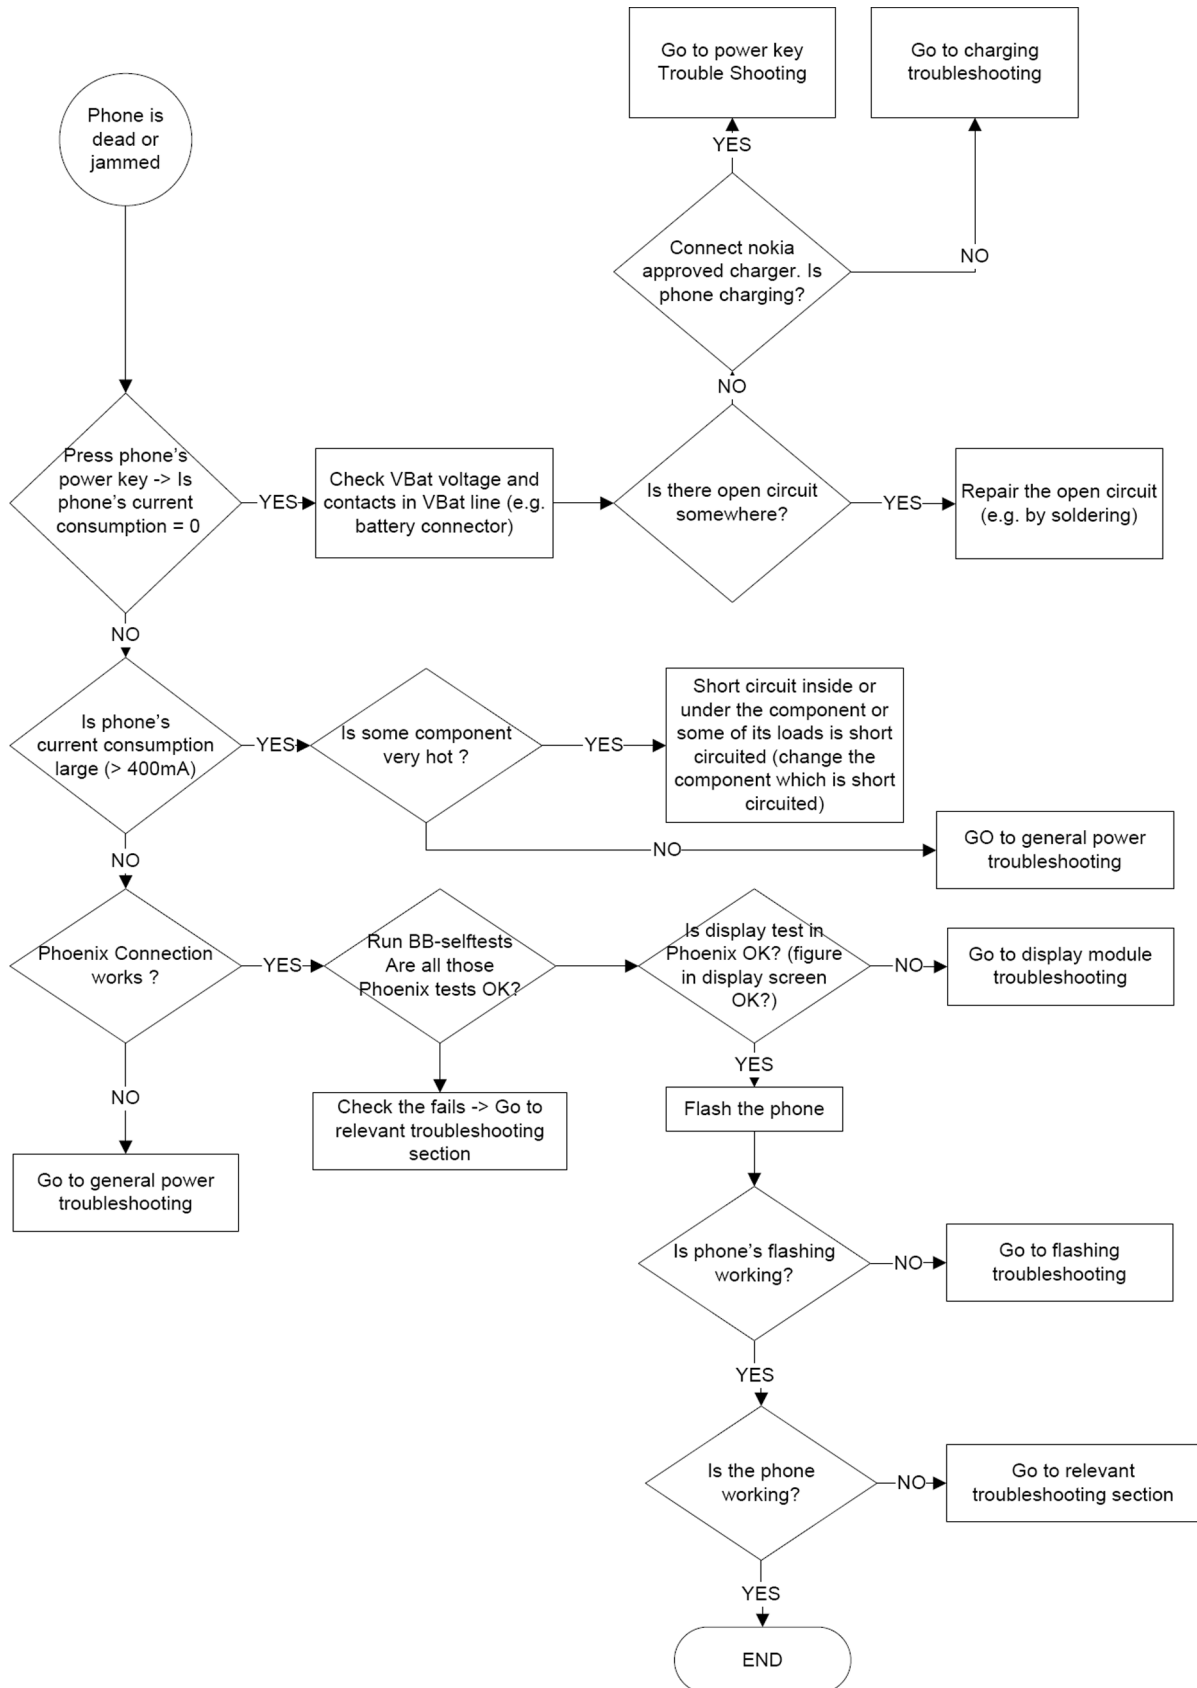 Phone is
dead or
jammed
Go to power key
Trouble Shooting
Go to charging
troubleshooting
YES
Connect nokia
approved charger. Is
phone charging?
NO
NO
Press phone's
power key -> Is
phone's current
consumption = 0
YES
Check VBat voltage and
contacts in VBat line (e.g.
battery connector)
Is there open circuit
somewhere?
YES
Repair the open circuit
(e.g. by soldering)
NO
Is phone's
current consumption
large (> 400mA)
YES
Is some component
very hot ?
YES
Short circuit inside or
under the component or
some of its loads is short
circuited (change the
component which is short
circuited)
NO
GO to general power
troubleshooting
NO
Phoenix Connection
works ?
YES
Run BB-selftests
Are all those
Phoenix tests OK?
Is display test in
Phoenix OK? (figure
in display screen
OK?)
NO
Go to display module
troubleshooting
NO
Go to general power
troubleshooting
Check the fails -> Go to
relevant troubleshooting
section
YES
Flash the phone
Is phone's flashing
working?
NO
Go to flashing
troubleshooting
YES
Is the phone
working?
NO
Go to relevant
troubleshooting section
YES
END